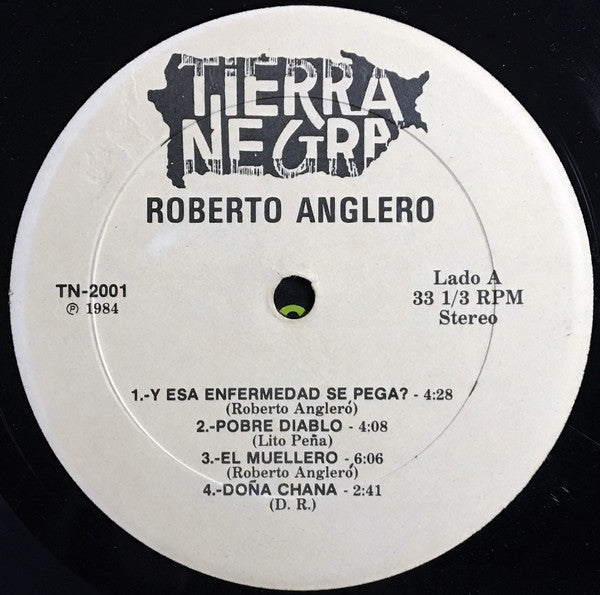 TIERRA
NEGRA
ROBERTO ANGLERO
TN-2001
℗ 1984
Lado A
33 1/3 RPM
Stereo
1.-Y ESA ENFERMEDAD SE PEGA? - 4:28
(Roberto Angleró)
2.-POBRE DIABLO - 4:08
(Lito Peña)
3.-EL MUELLERO - 6:06
(Roberto Angleró)
4.-DOÑA CHANA - 2:41
(D. R.)